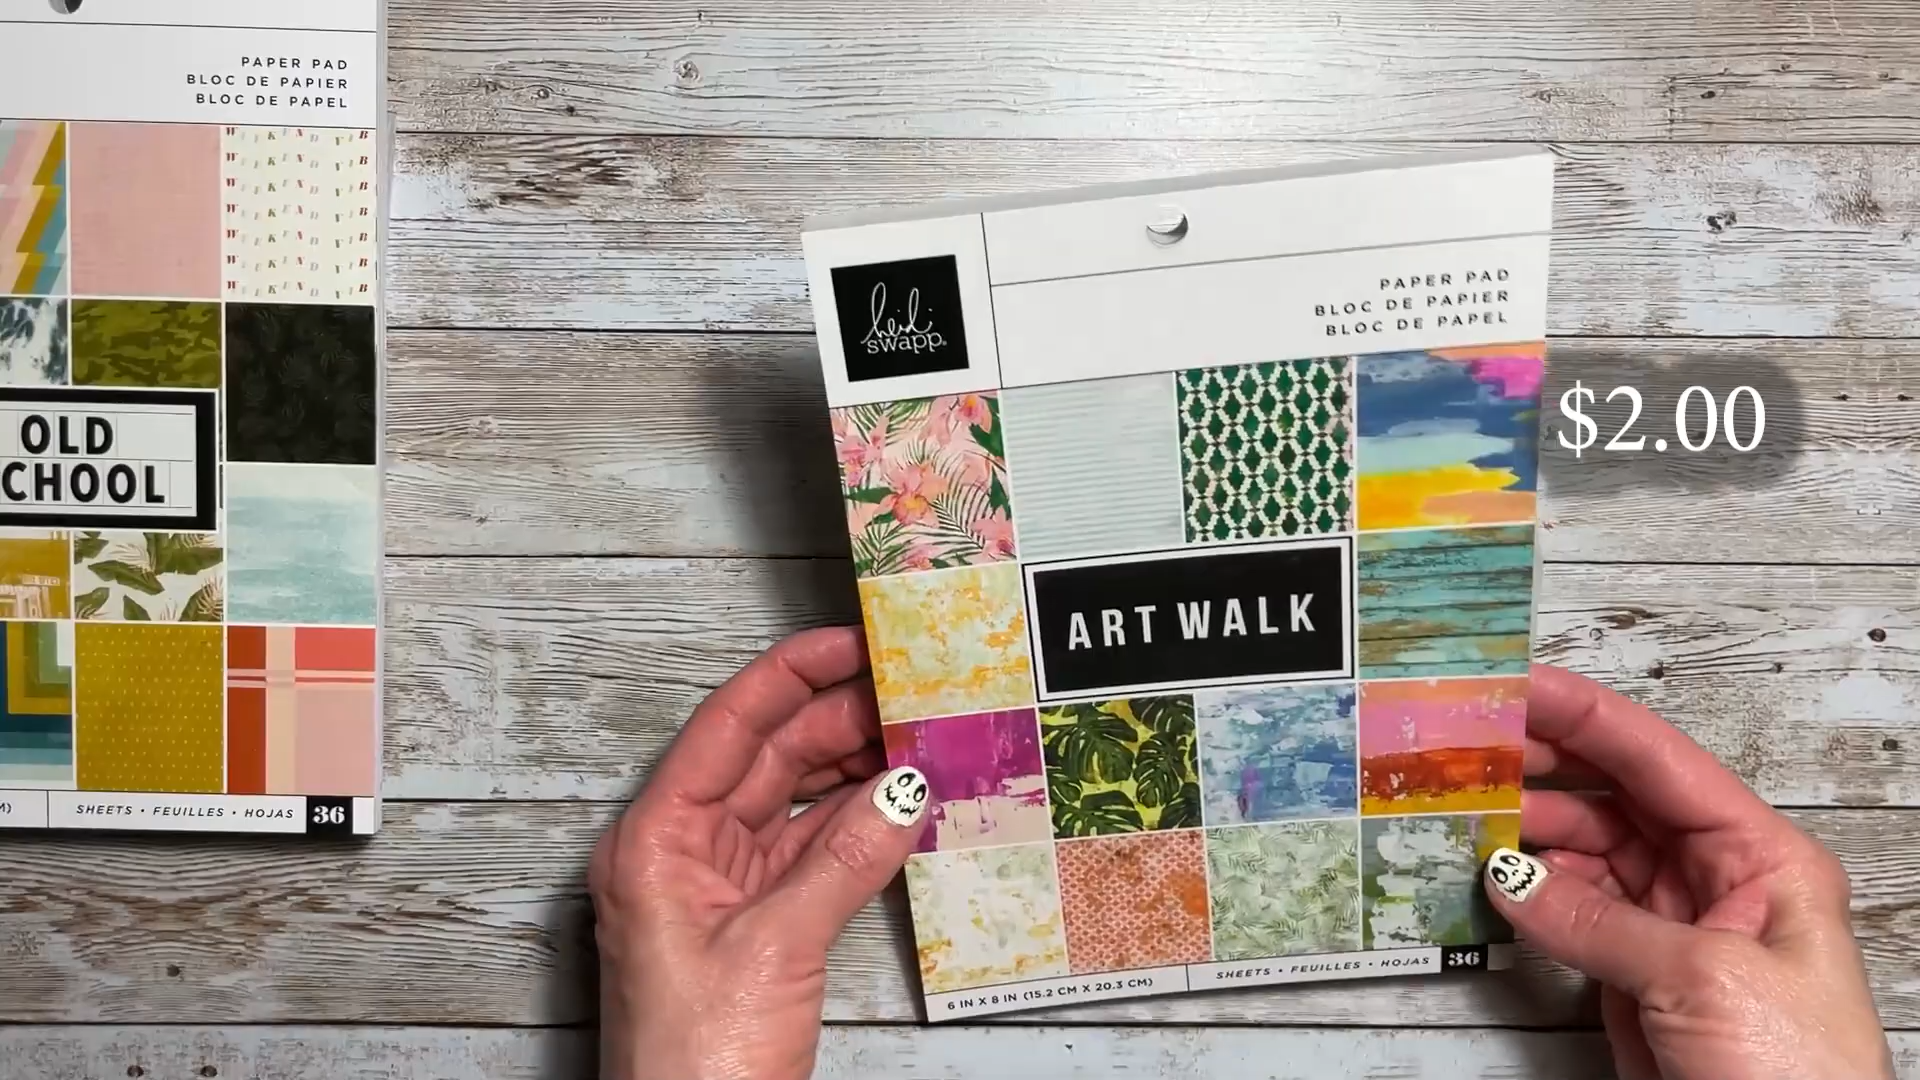 PAPER PAD
BLOC DE PAPIER
BLOC DE PAPEL
OLD
CHOOL
SHEETS • FEUILLES • HOJAS 36
heidi
swapp®
PAPER PAD
BLOC DE PAPIER
BLOC DE PAPEL
$2.00
ART WALK
6 IN X 8 IN (15.2 CM X 20.3 CM)
SHEETS • FEUILLES • HOJAS 36